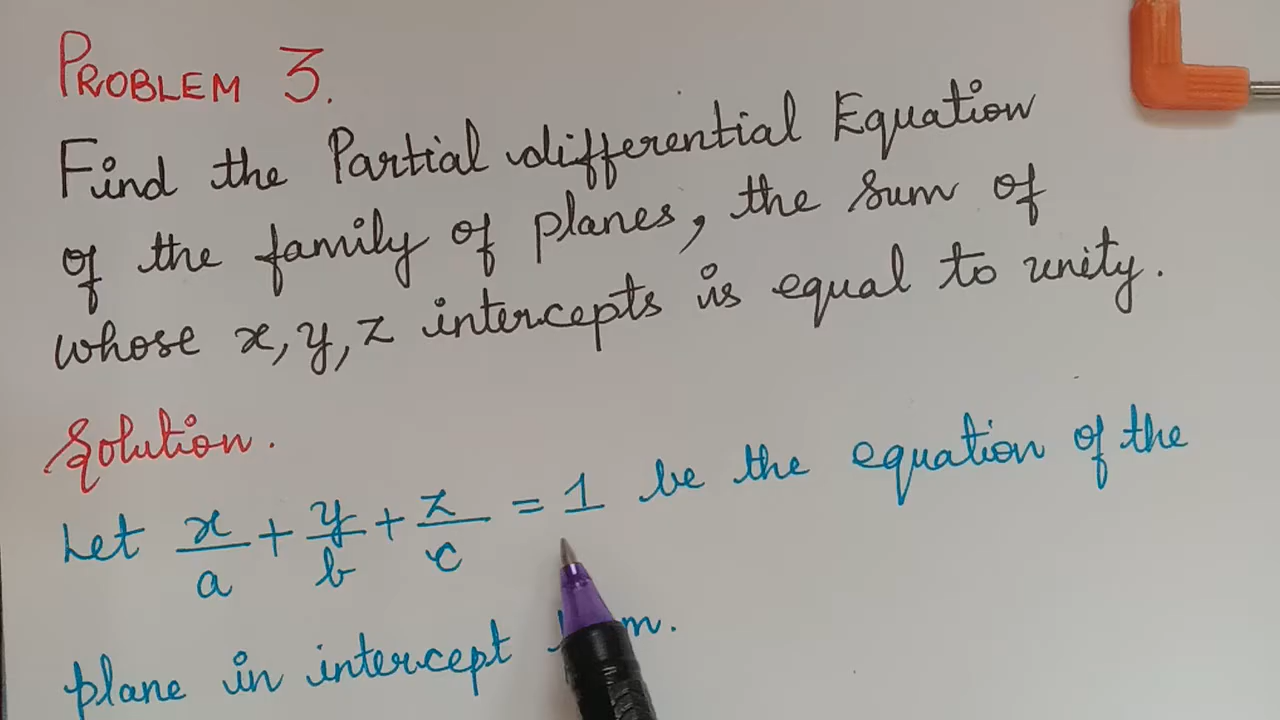 PROBLEM 3.
Find the Partial differential Equation
of the family of planes, the sum of
whose x, y, z intercepts is equal to unity.
Solution.
Let x/a + y/b + z/c = 1 be the equation of the
plane in intercept